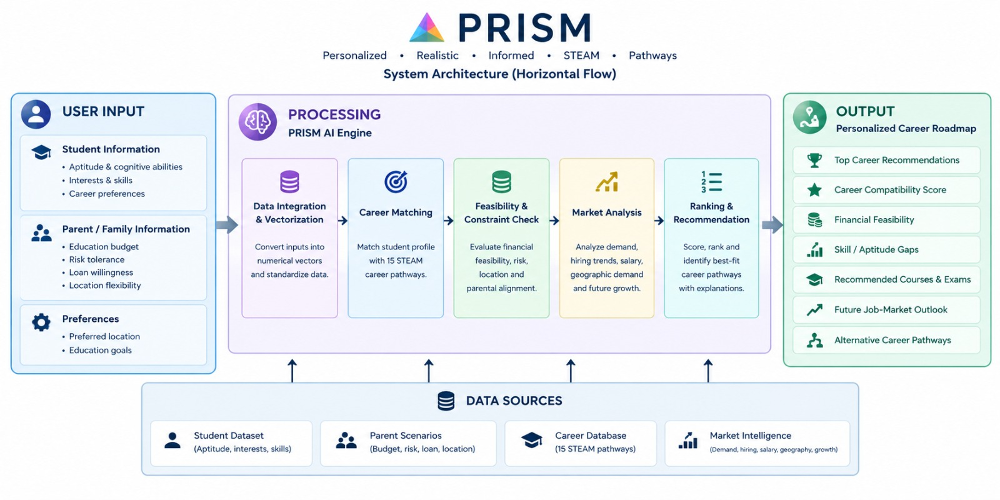 PRISM
Personalized • Realistic • Informed • STEAM • Pathways
System Architecture (Horizontal Flow)
USER INPUT
Student Information
• Aptitude & cognitive abilities
• Interests & skills
• Career preferences
Parent / Family Information
• Education budget
• Risk tolerance
• Loan willingness
• Location flexibility
Preferences
• Preferred location
• Education goals
PROCESSING
PRISM AI Engine
Data Integration
& Vectorization
Convert inputs into
numerical vectors
and standardize data.
Career Matching
Match student profile
with 15 STEAM
career pathways.
Feasibility &
Constraint Check
Evaluate financial
feasibility, risk,
location and
parental alignment.
Market Analysis
Analyze demand,
hiring trends, salary,
geographic demand
and future growth.
1
2
3
Ranking &
Recommendation
Score, rank and
identify best-fit
career pathways
with explanations.
OUTPUT
Personalized Career Roadmap
Top Career Recommendations
Career Compatibility Score
Financial Feasibility
Skill / Aptitude Gaps
Recommended Courses & Exams
Future Job-Market Outlook
Alternative Career Pathways
DATA SOURCES
Student Dataset
(Aptitude, interests, skills)
Parent Scenarios
(Budget, risk, loan, location)
Career Database
(15 STEAM pathways)
Market Intelligence
(Demand, hiring, salary, geography, growth)